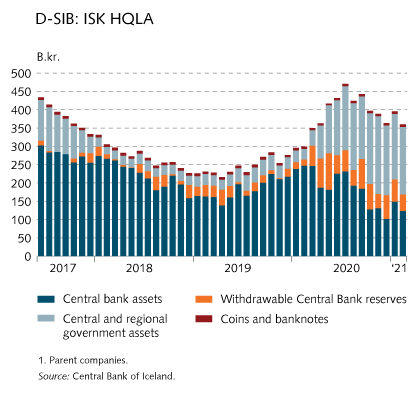 D-SIB: ISK HQLA
B.kr.
500
450
400
350
300
250
200
150
100
50
0
2017 2018 2019 2020 '21
Central bank assets
Central and regional
government assets
Withdrawable Central Bank reserves
Coins and banknotes
1. Parent companies.
Source: Central Bank of Iceland.